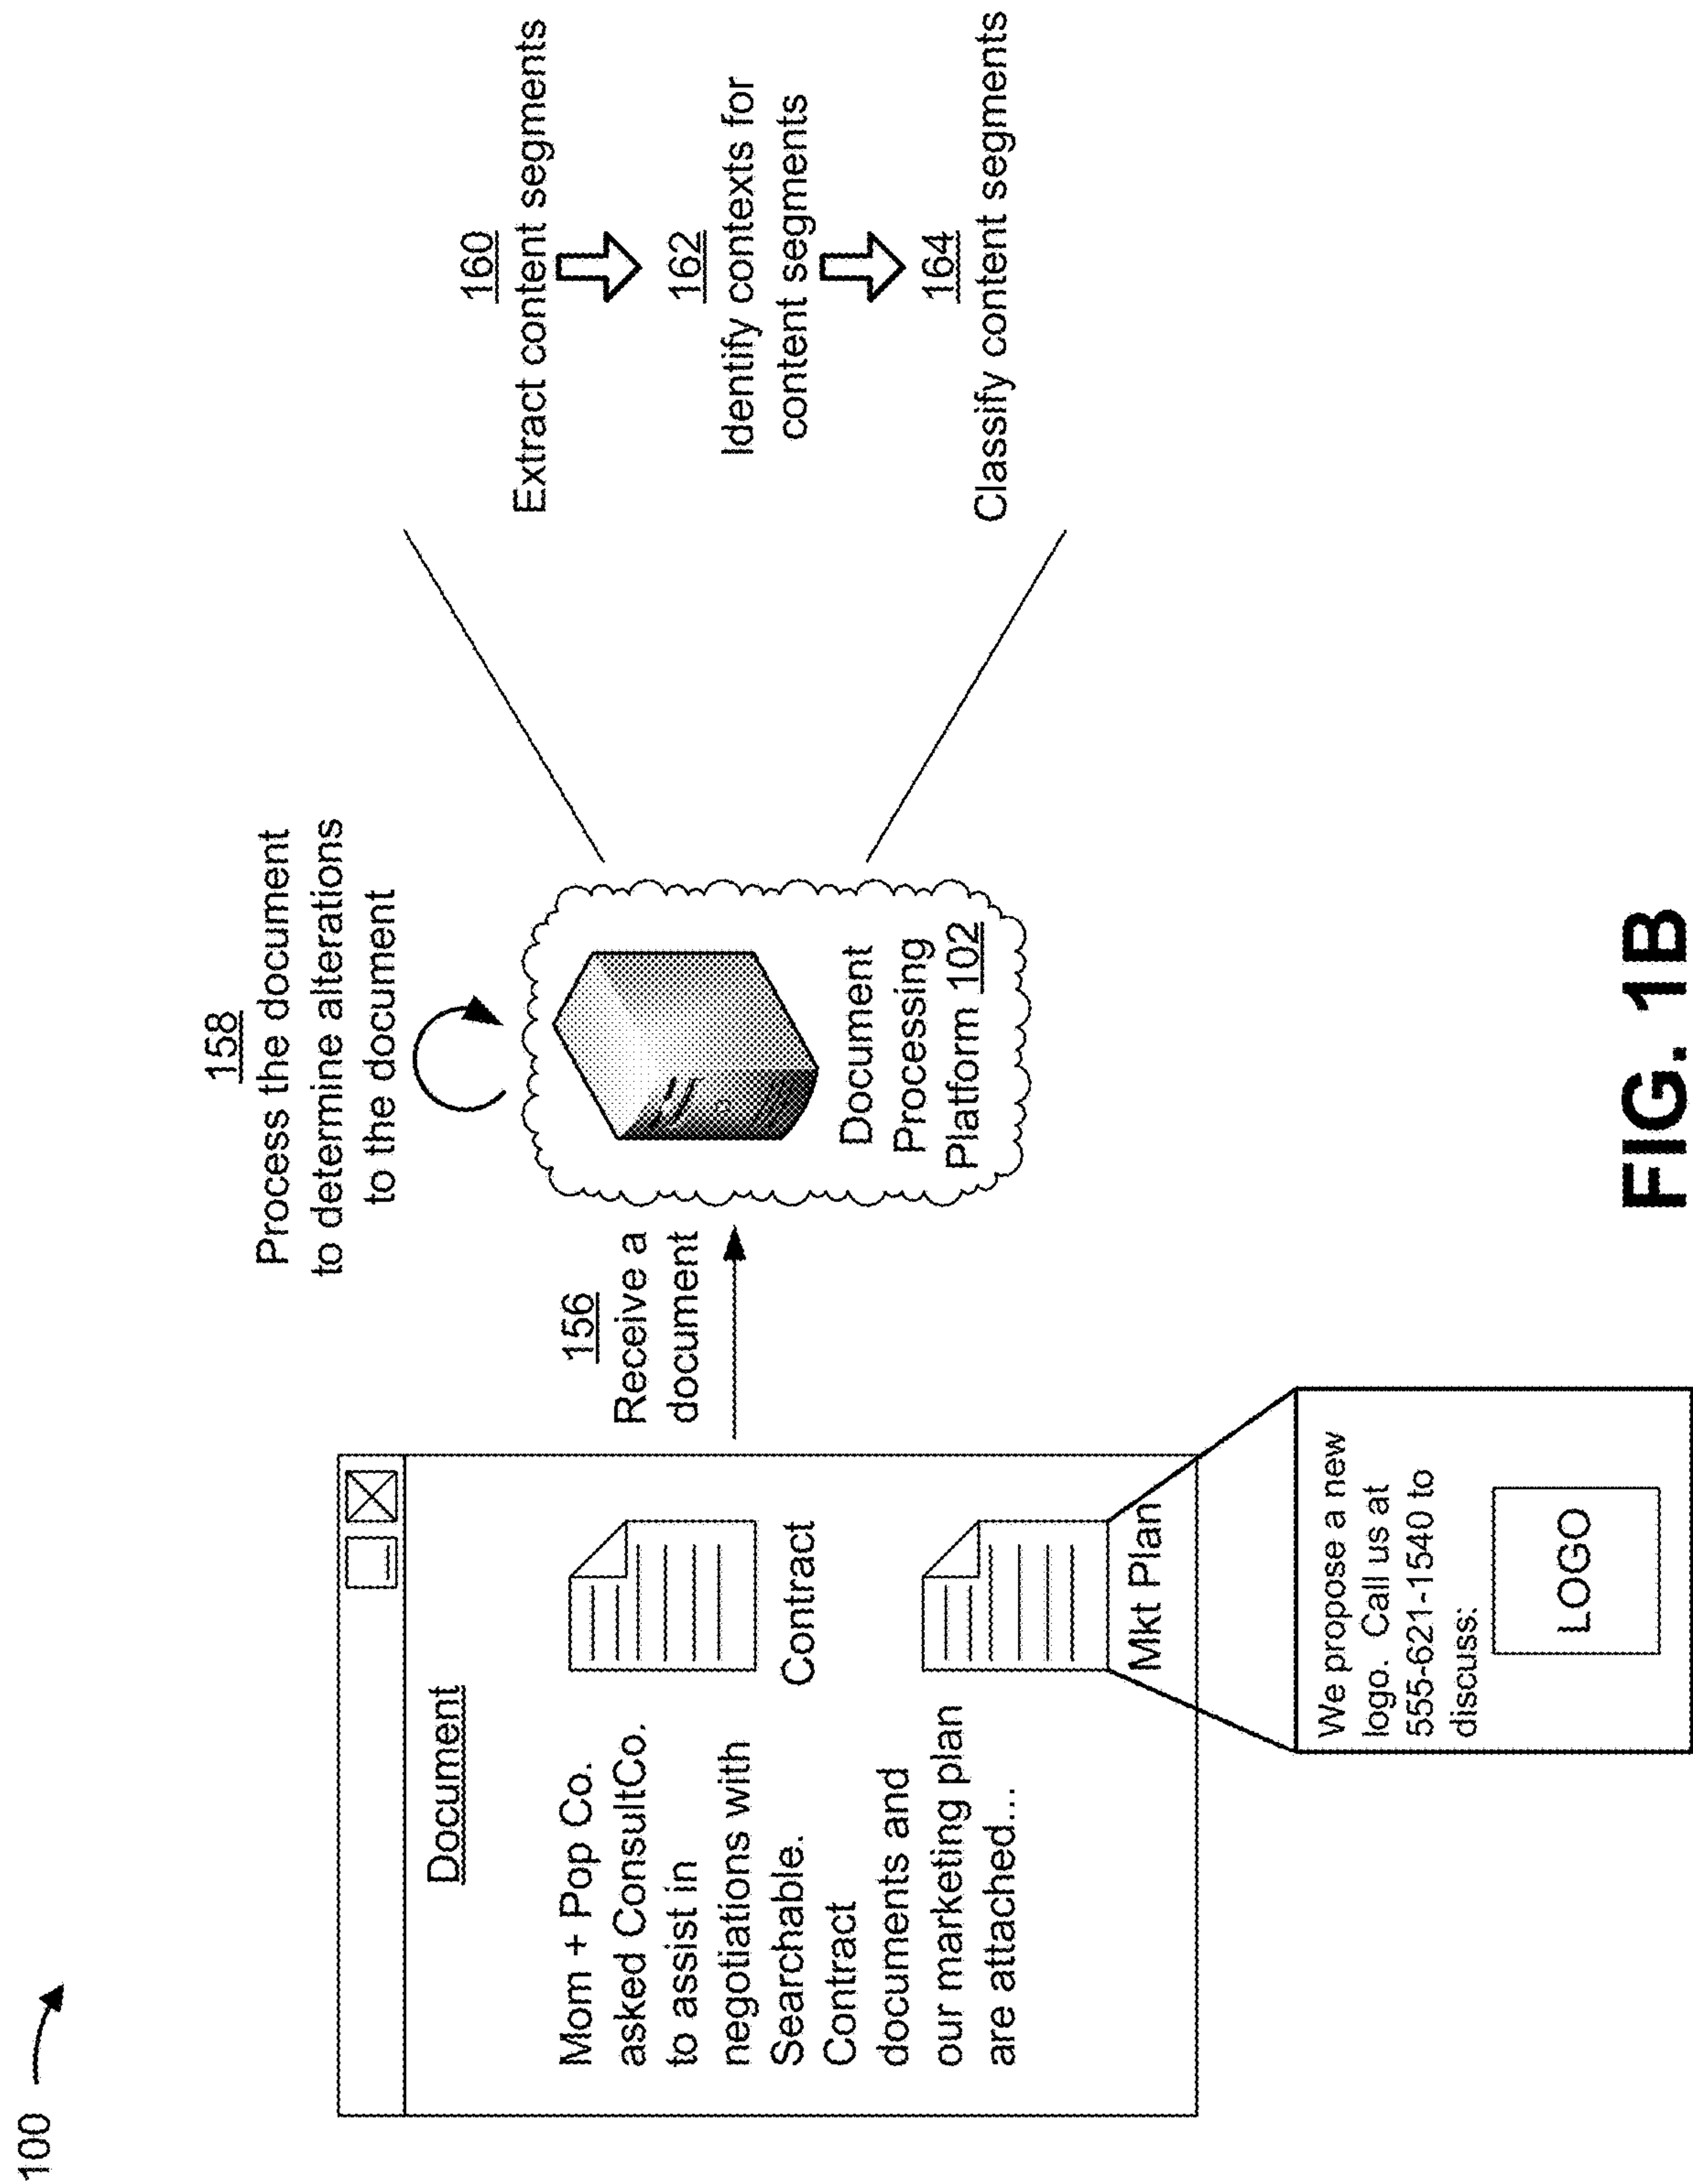 100
Document
Mom + Pop Co.
asked ConsultCo.
to assist in
negotiations with
Searchable.
Contract
documents and
our marketing plan
are attached...
Contract
Mkt Plan
We propose a new
logo.  Call us at
555-621-1540 to
discuss:
LOGO
156
Receive a
document
158
Process the document
to determine alterations
to the document
Document
Processing
Platform 102
160
Extract content segments
162
Identify contexts for
content segments
164
Classify content segments
FIG. 1B